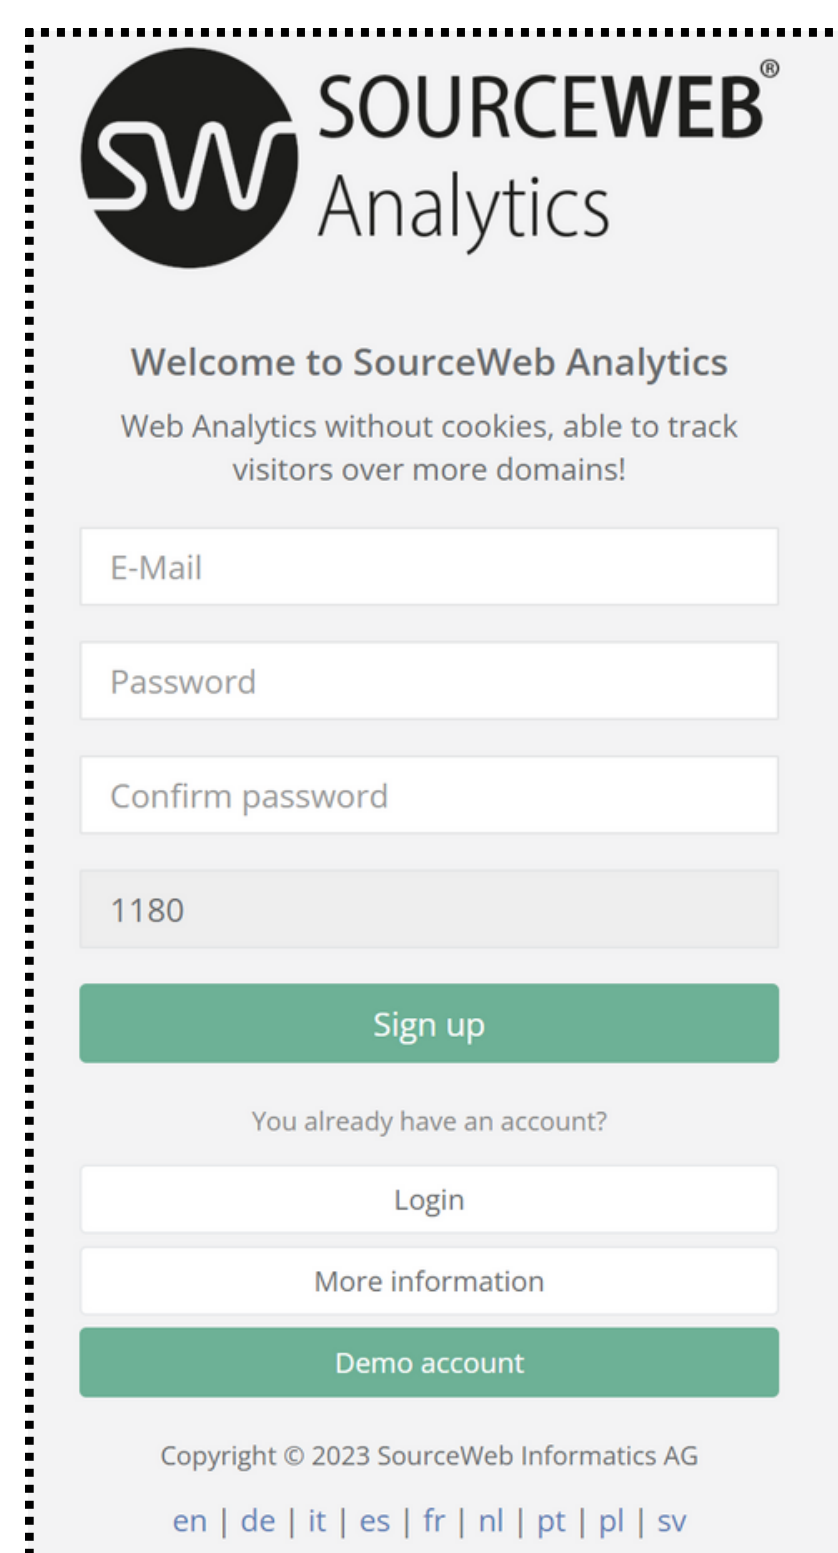 SW
SOURCEWEB®
Analytics
Welcome to SourceWeb Analytics
Web Analytics without cookies, able to track
visitors over more domains!
E-Mail
Password
Confirm password
1180
Sign up
You already have an account?
Login
More information
Demo account
Copyright © 2023 SourceWeb Informatics AG
en | de | it | es | fr | nl | pt | pl | sv